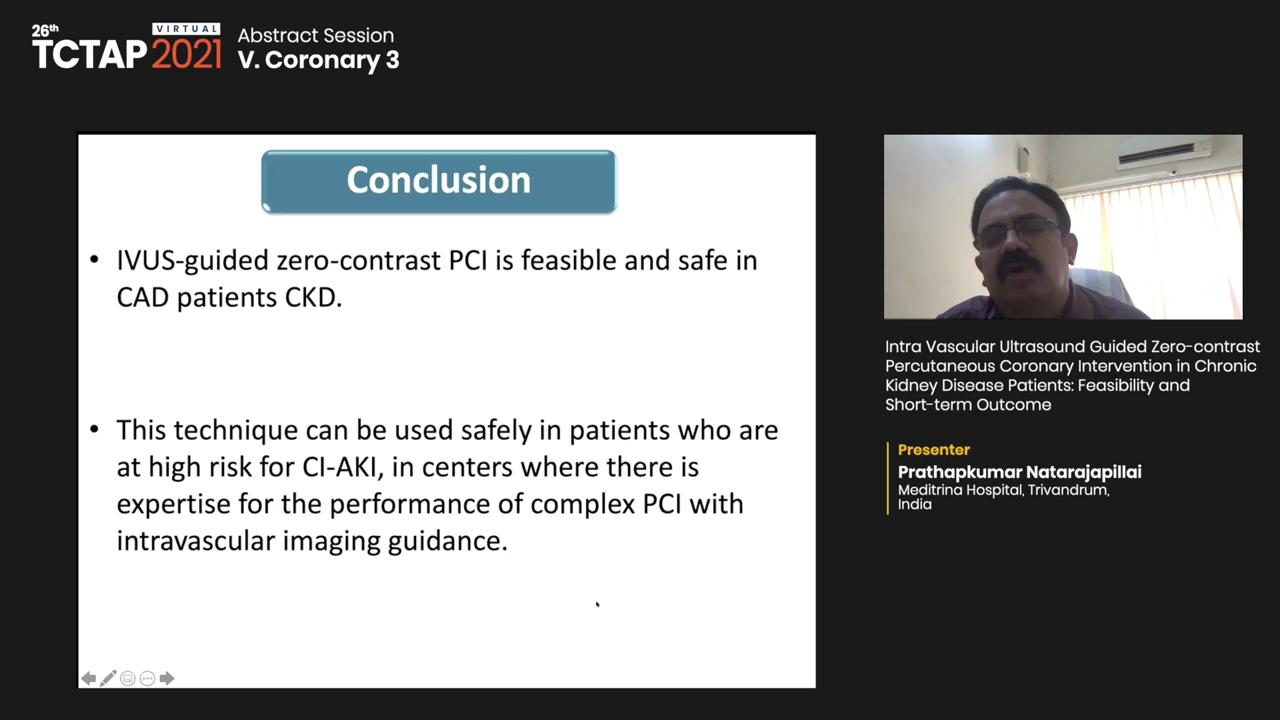 26th
VIRTUAL
TCTAP 2021
Abstract Session
V. Coronary 3
Conclusion
• IVUS-guided zero-contrast PCI is feasible and safe in
CAD patients CKD.
• This technique can be used safely in patients who are
at high risk for CI-AKI, in centers where there is
expertise for the performance of complex PCI with
intravascular imaging guidance.
Intra Vascular Ultrasound Guided Zero-contrast
Percutaneous Coronary Intervention in Chronic
Kidney Disease Patients: Feasibility and
Short-term Outcome
Presenter
Prathapkumar Natarajapillai
Meditrina Hospital, Trivandrum,
India